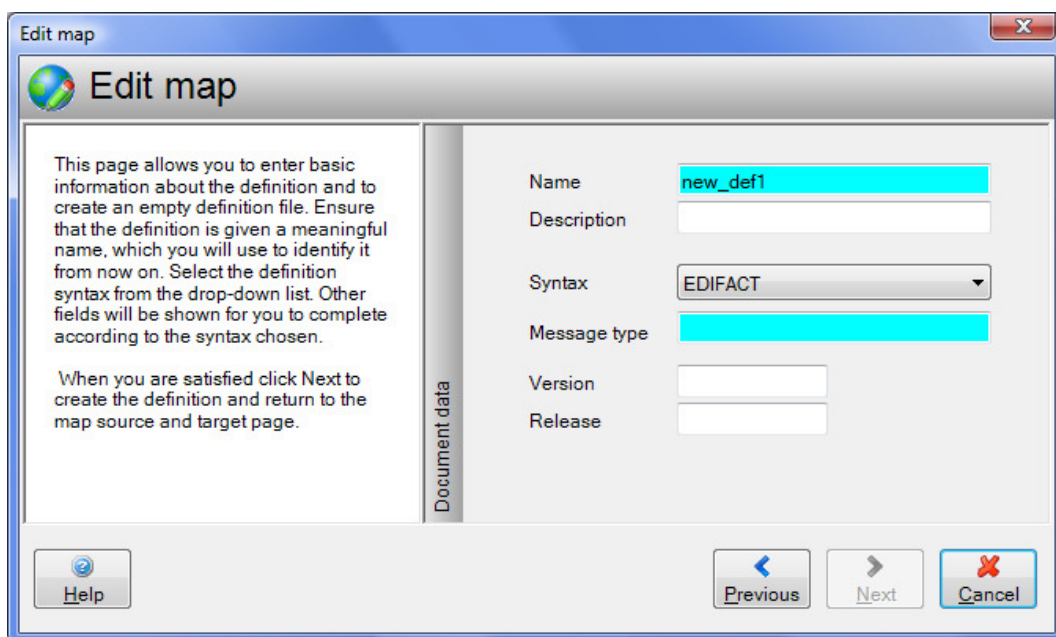 Edit map
Edit map
This page allows you to enter basic
information about the definition and to
create an empty definition file. Ensure
that the definition is given a meaningful
name, which you will use to identify it
from now on. Select the definition
syntax from the drop-down list. Other
fields will be shown for you to complete
according to the syntax chosen.
When you are satisfied click Next to
create the definition and return to the
map source and target page.
Document data
Name new_def1
Description
Syntax EDIFACT
Message type
Version
Release
Help
Previous
Next
Cancel